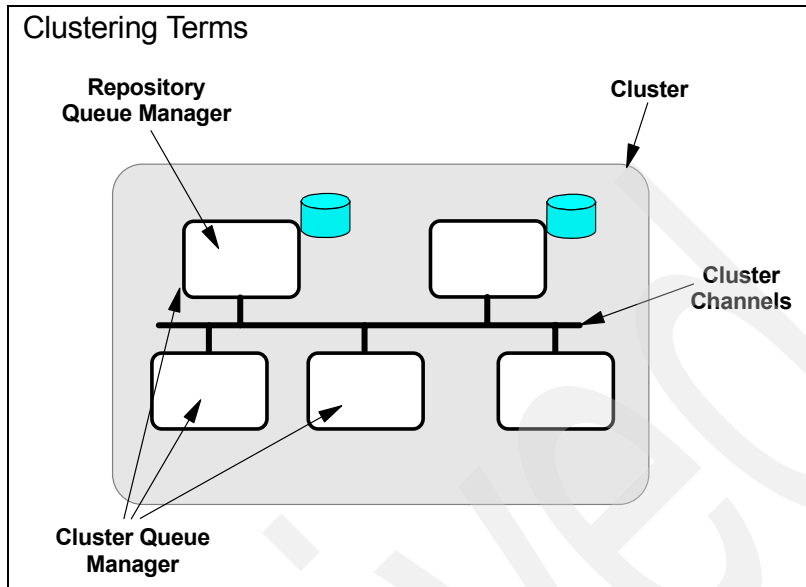 Clustering Terms
Repository
Queue Manager
Cluster
Cluster
Channels
Cluster Queue
Manager